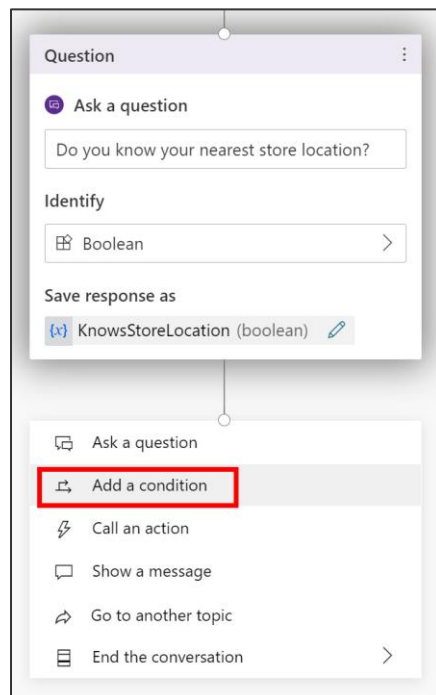 Question
Ask a question
Do you know your nearest store location?
Identify
Boolean
Save response as
{x} KnowsStoreLocation (boolean)
Ask a question
Add a condition
Call an action
Show a message
Go to another topic
End the conversation